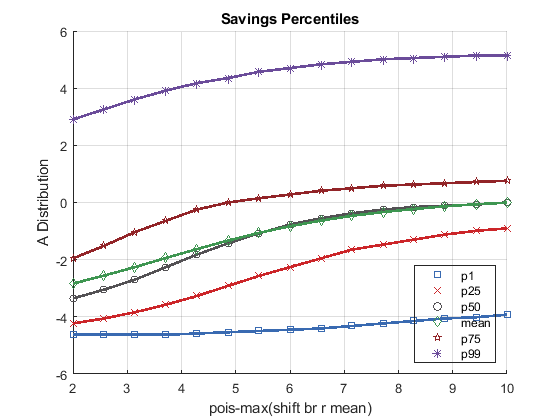 Savings Percentiles
6
4
2
0
-2
-4
-6
A Distribution
p1
p25
p50
mean
p75
p99
2
3
4
5
6
7
8
9
10
pois-max(shift br r mean)